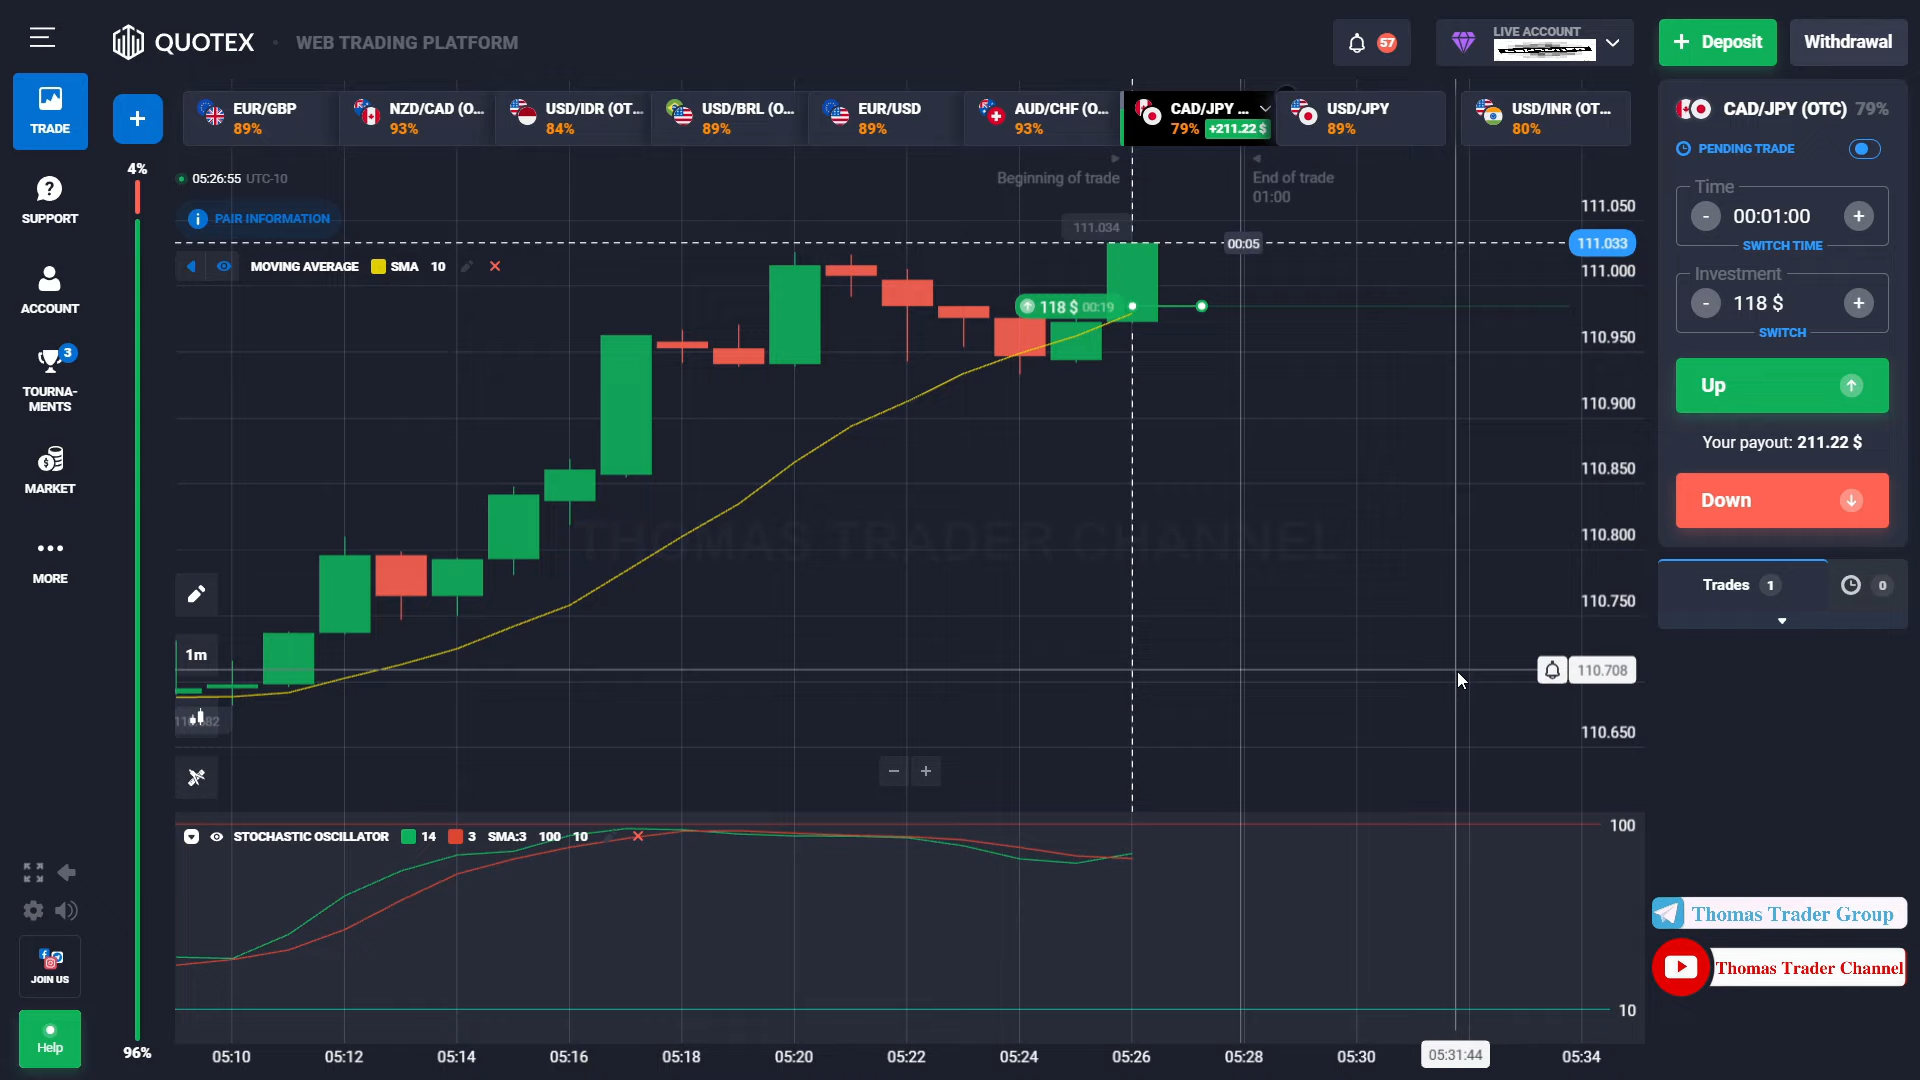 QUOTEX
WEB TRADING PLATFORM
57
LIVE ACCOUNT
+ Deposit
Withdrawal
TRADE
SUPPORT
ACCOUNT
3
TOURNA-
MENTS
MARKET
MORE
JOIN US
Help
+
4%
96%
EUR/GBP
89%
NZD/CAD (O...
93%
USD/IDR (OT...
84%
USD/BRL (O...
89%
EUR/USD
89%
AUD/CHF (O...
93%
CAD/JPY ...
79% +211.22 $
USD/JPY
89%
USD/INR (OT...
80%
05:26:55 UTC-10
Beginning of trade
End of trade
01:00
PAIR INFORMATION
111.034
00:05
MOVING AVERAGE SMA 10
118 $ 00:19
THOMAS TRADER CHANNEL
1m
111.050
111.033
111.000
110.950
110.900
110.850
110.800
110.750
110.708
110.650
STOCHASTIC OSCILLATOR 14 3 SMA:3 100 10
100
10
05:10 05:12 05:14 05:16 05:18 05:20 05:22 05:24 05:26 05:28 05:30 05:31:44 05:34
CAD/JPY (OTC) 79%
PENDING TRADE
Time
- 00:01:00 +
SWITCH TIME
Investment
- 118 $ +
SWITCH
Up
Your payout: 211.22 $
Down
Trades 1
0
Thomas Trader Group
Thomas Trader Channel